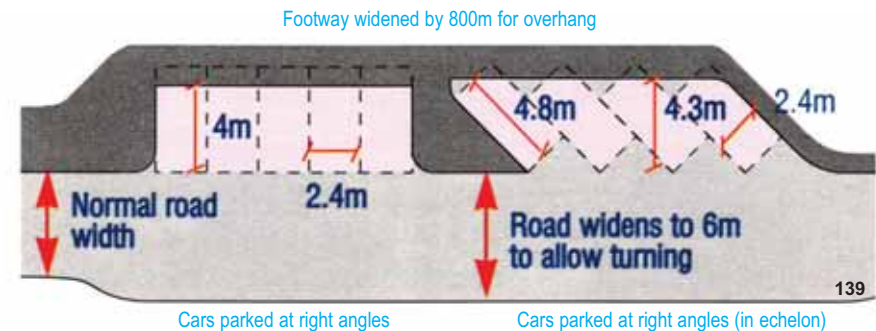 Footway widened by 800m for overhang
4m
2.4m
4.8m
4.3m
2.4m
Normal road
width
Road widens to 6m
to allow turning
139
Cars parked at right angles
Cars parked at right angles (in echelon)